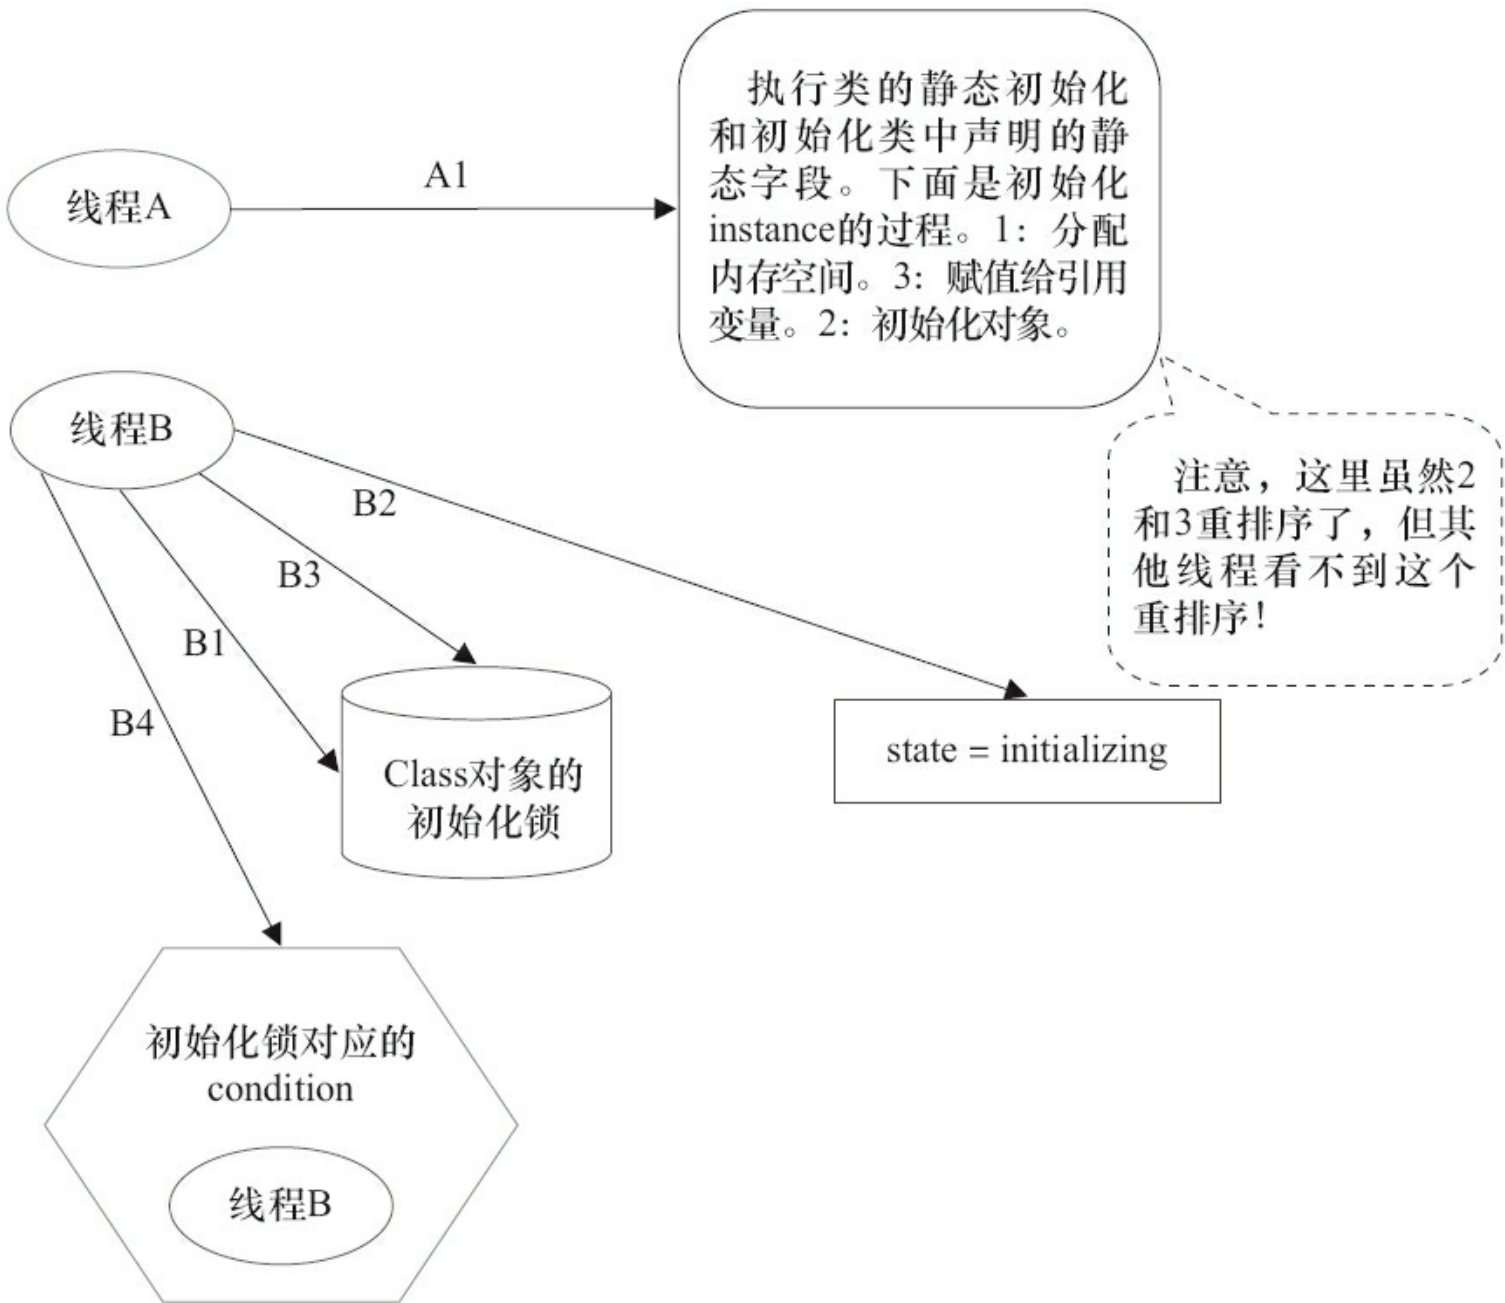 执行类的静态初始化
和初始化类中声明的静
态字段。下面是初始化
instance的过程。1：分配
内存空间。3：赋值给引用
变量。2：初始化对象。
线程A
A1
线程B
B2
注意，这里虽然2
和3重排序了，但其
他线程看不到这个
重排序！
B3
B1
B4
Class对象的
初始化锁
state = initializing
初始化锁对应的
condition
线程B